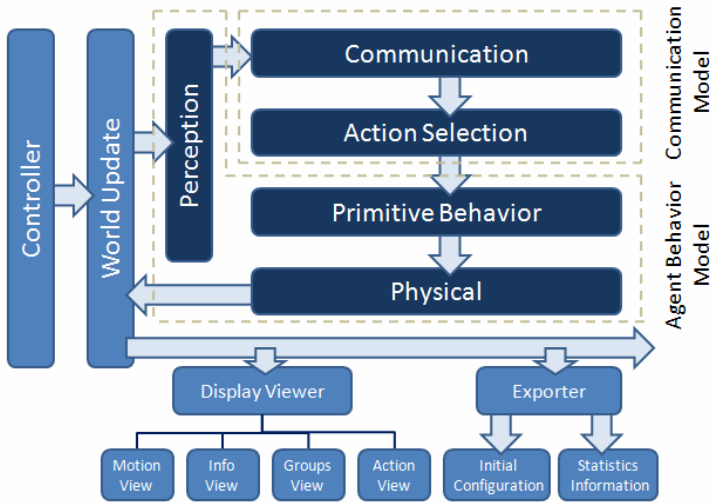 Controller
World Update
Perception
Communication
Action Selection
Primitive Behavior
Physical
Communication
Model
Agent Behavior
Model
Display Viewer
Exporter
Motion
View
Info
View
Groups
View
Action
View
Initial
Configuration
Statistics
Information